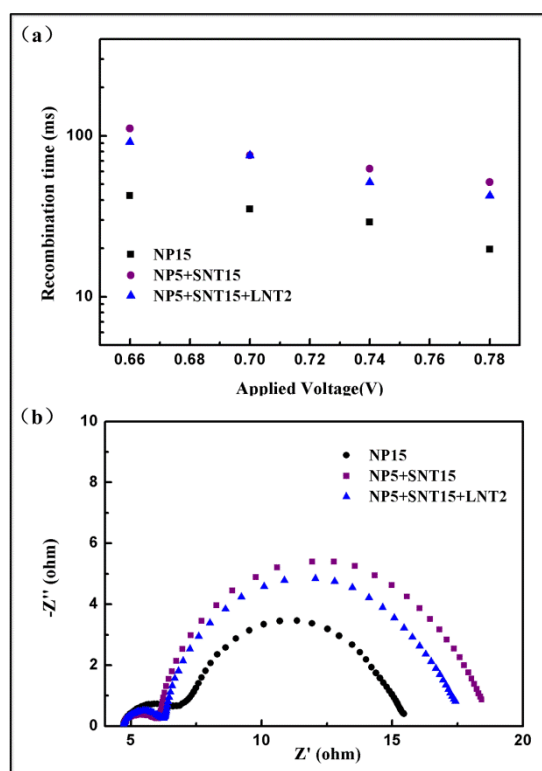 (a)
Recombination time (ms)
100
10
NP15
NP5+SNT15
NP5+SNT15+LNT2
0.66 0.68 0.70 0.72 0.74 0.76 0.78
Applied Voltage(V)
(b)
-Z'' (ohm)
10
8
6
4
2
0
NP15
NP5+SNT15
NP5+SNT15+LNT2
5 10 15 20
Z' (ohm)